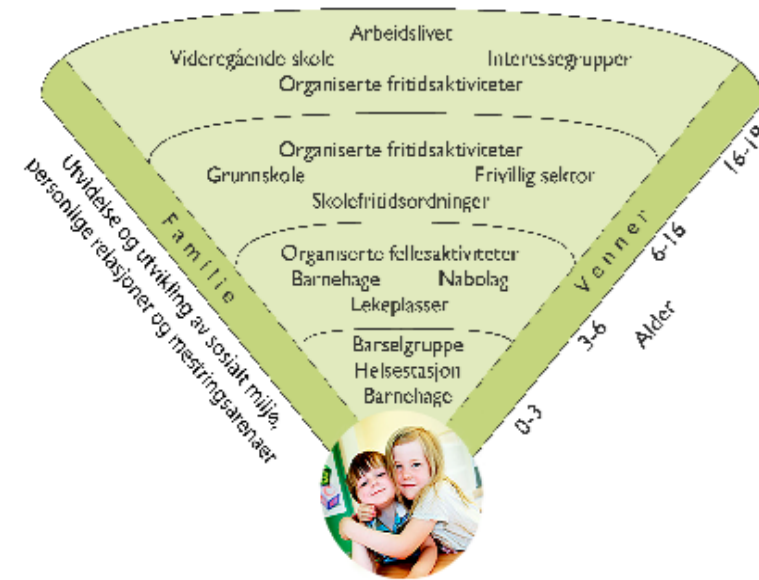 Arbeidslivet
Videregående skole Interessegrupper
Organiserte fritidsaktiviteter
Organiserte fritidsaktiviteter
Grunnskole Frivillig sektor
Skolefritidsordninger
Organiserte fellesaktiviteter
Barnehage Nabolag
Lekeplasser
Barselgruppe
Helsestasjon
Barnehage
Familie
Venner
Utvidelse og utvikling av sosialt miljø,
personlige relasjoner og mestringsarenaer
0-3
3-6
6-16
16-18
Alder